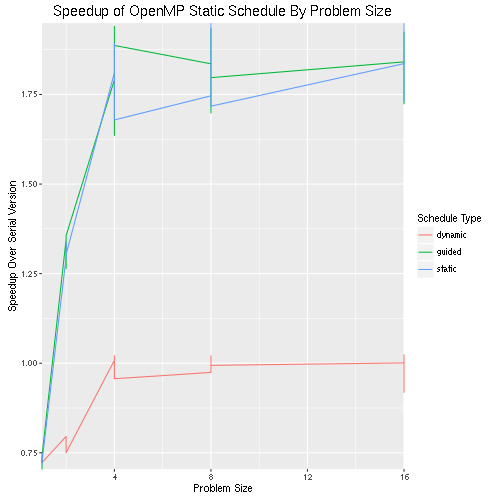 Speedup of OpenMP Static Schedule By Problem Size
Speedup Over Serial Version
1.75
1.50
1.25
1.00
0.75
4
8
12
16
Problem Size
Schedule Type
dynamic
guided
static